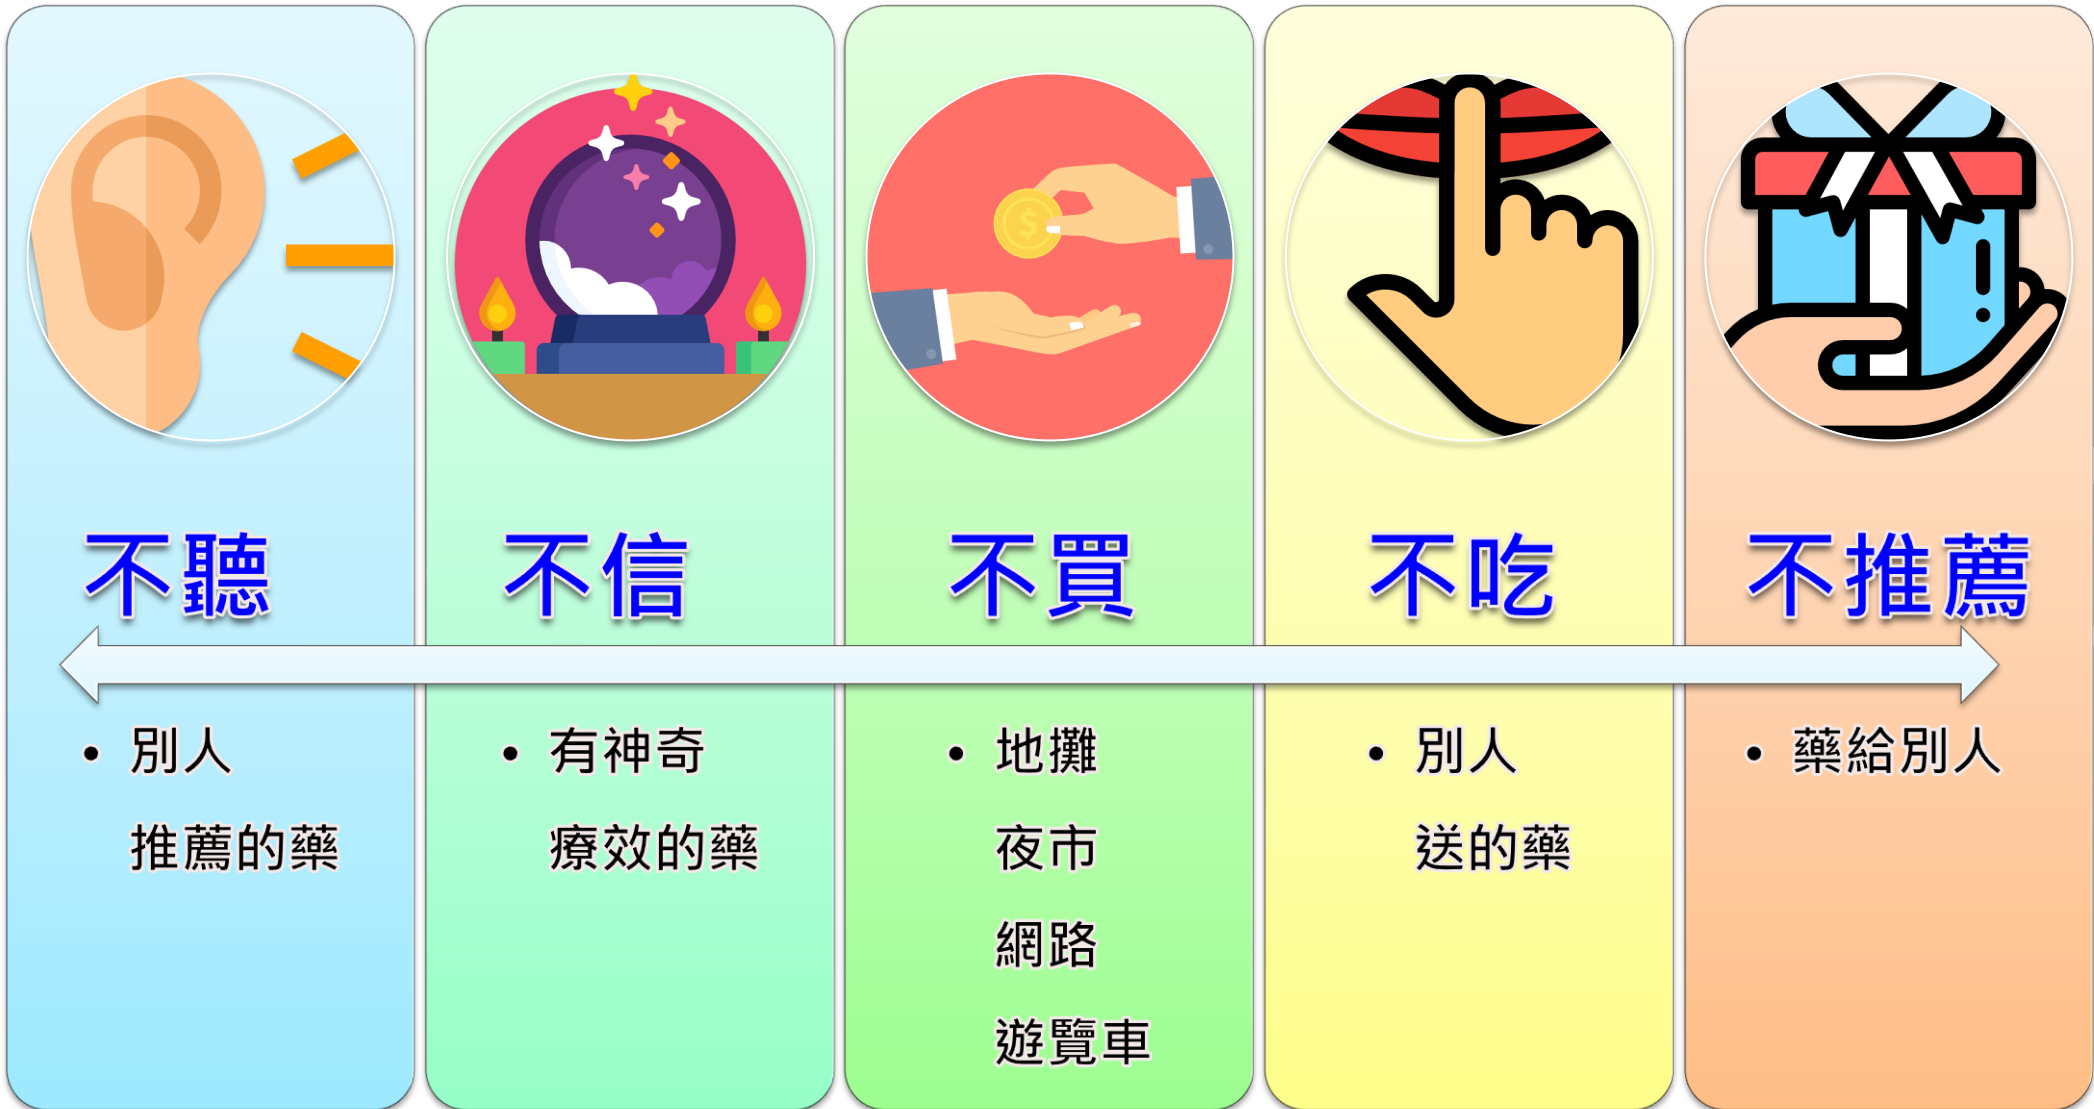 不聽
• 別人
推薦的藥
不信
• 有神奇
療效的藥
不買
• 地攤
夜市
網路
遊覽車
不吃
• 別人
送的藥
不推薦
• 藥給別人